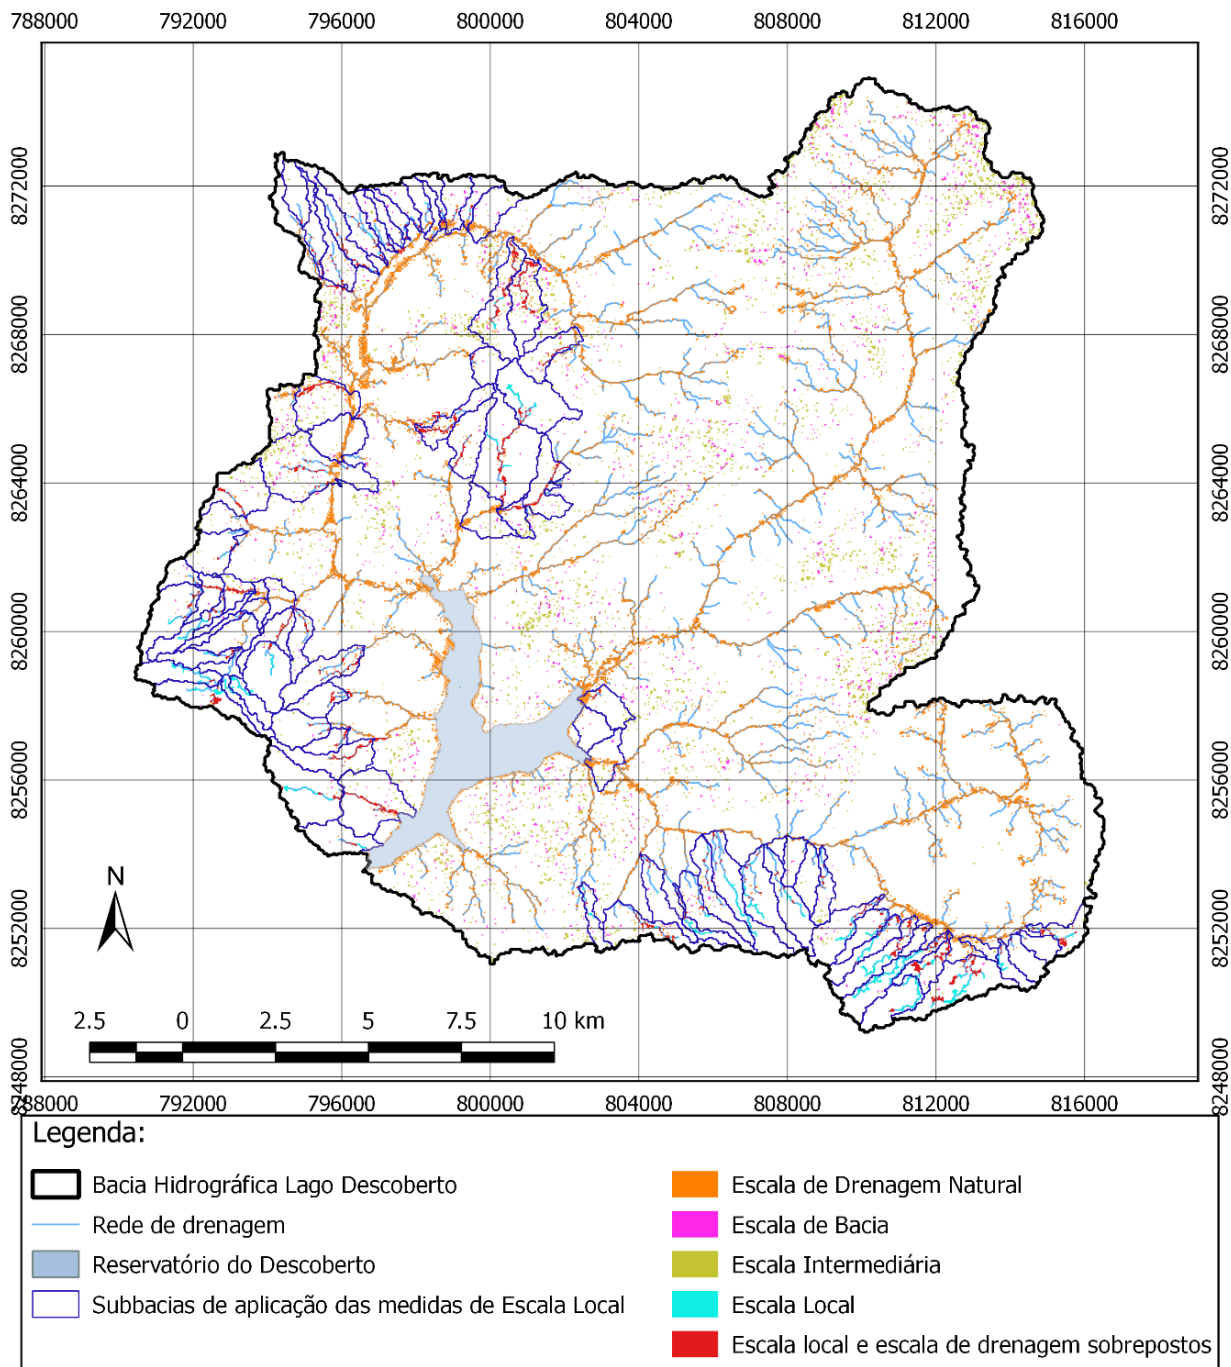 788000 792000 796000 800000 804000 808000 812000 816000
8272000 8272000
8268000 8268000
8264000 8264000
8260000 8260000
8256000 8256000
8252000 8252000
8248000 8248000
N
2.5 0 2.5 5 7.5 10 km
788000 792000 796000 800000 804000 808000 812000 816000
Legenda:
Bacia Hidrográfica Lago Descoberto
Rede de drenagem
Reservatório do Descoberto
Subbacias de aplicação das medidas de Escala Local
Escala de Drenagem Natural
Escala de Bacia
Escala Intermediária
Escala Local
Escala local e escala de drenagem sobrepostos